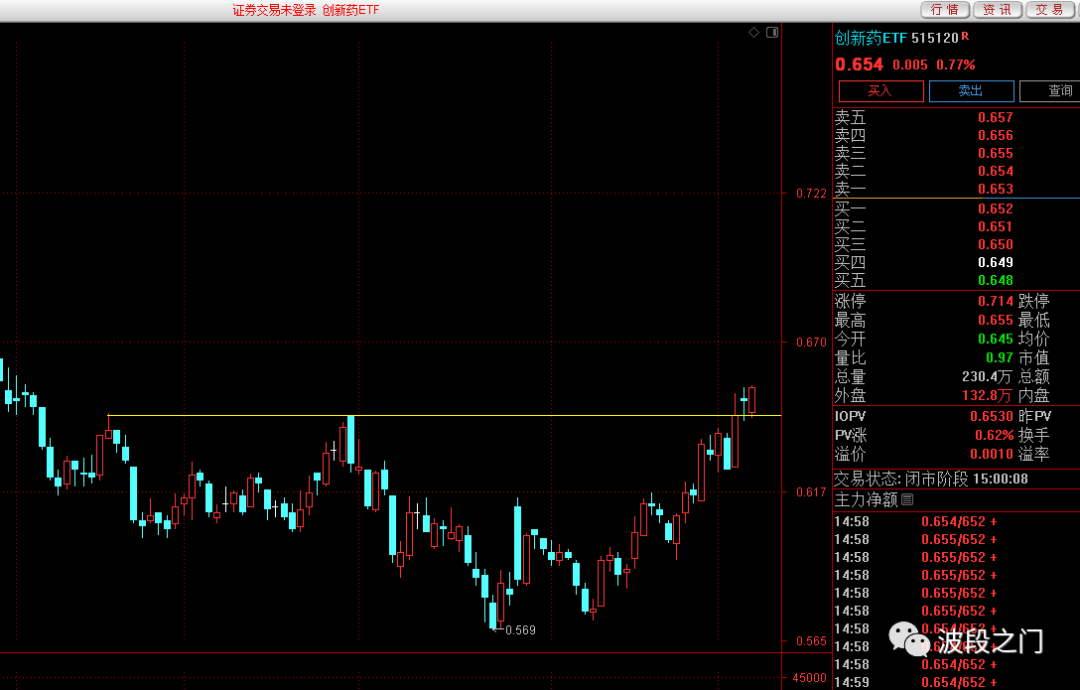 证券交易未登录 创新药ETF
行情 资讯 交易
创新药ETF 515120 R
0.654 0.005 0.77%
买入 卖出 查询
卖五 0.657
卖四 0.656
卖三 0.655
卖二 0.654
卖一 0.653
买一 0.652
买二 0.651
买三 0.650
买四 0.649
买五 0.648
涨停 0.714 跌停
最高 0.655 最低
今开 0.645 均价
量比 0.97 市值
总量 230.4万 总额
外盘 132.8万 内盘
IOPV 0.6530 昨PV
PV涨 0.62% 换手
溢价 0.0010 溢率
交易状态: 闭市阶段 15:00:08
主力净额
14:58 0.654/652 +
14:58 0.655/652 +
14:58 0.655/652 +
14:58 0.655/652 +
14:58 0.655/652 +
14:58 0.655/652 +
14:58 0.654/652 +
14:58
14:58 0.654/652 +
14:59 0.654/652 +
波段之门
0.722
0.670
0.617
0.565
45000
0.569